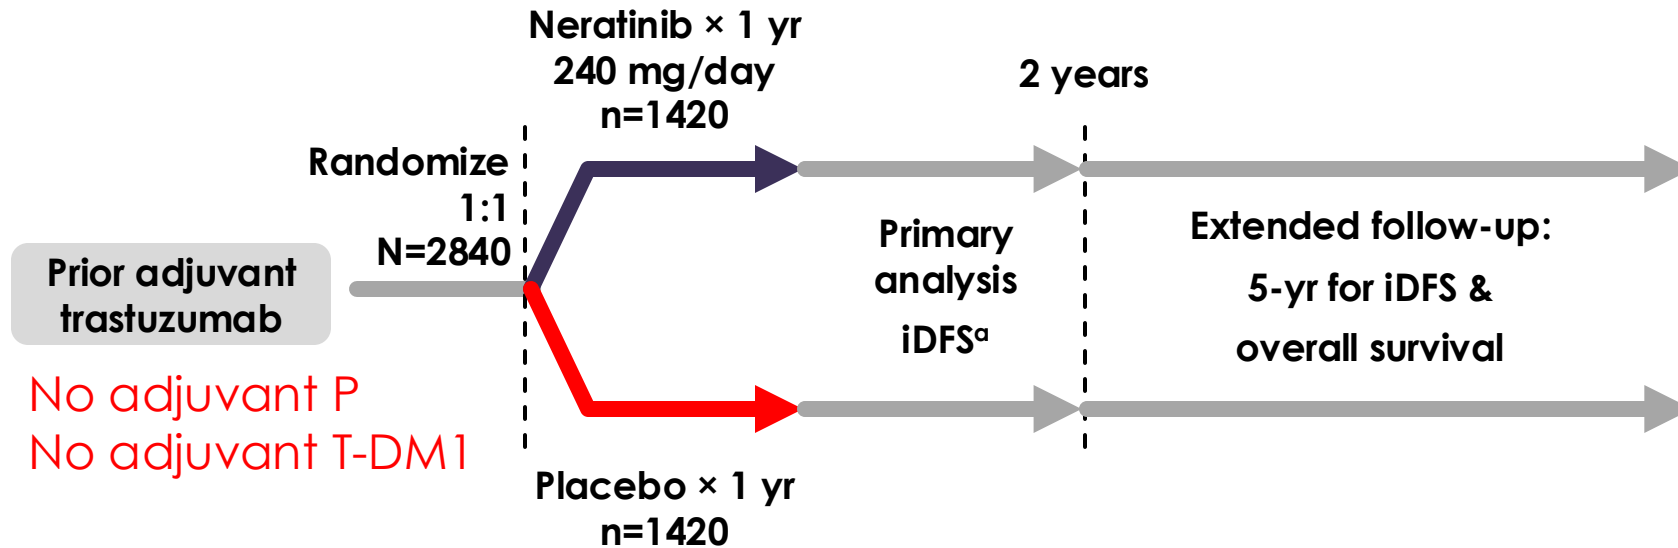 Neratinib × 1 yr
240 mg/day
n=1420
2 years
Randomize
1:1
N=2840
Prior adjuvant
trastuzumab
No adjuvant P
No adjuvant T-DM1
Primary
analysis
iDFSᵃ
Extended follow-up:
5-yr for iDFS &
overall survival
Placebo × 1 yr
n=1420